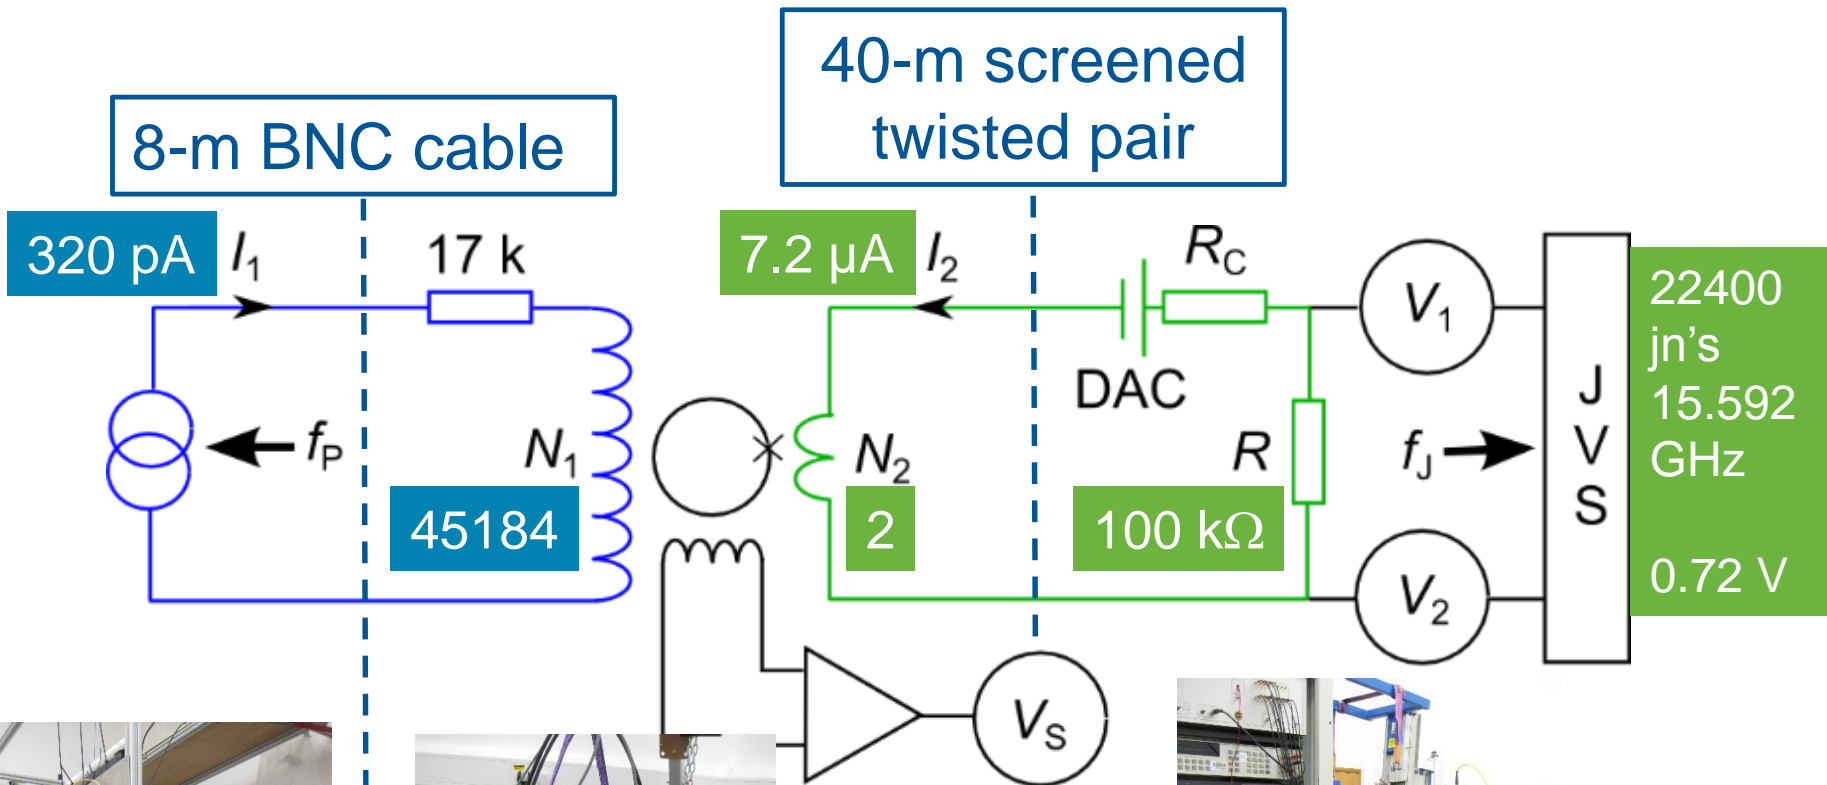 40-m screened
twisted pair
8-m BNC cable
320 pA
I1
17 k
7.2 µA
I2
RC
V1
22400
jn's
15.592
GHz
0.72 V
DAC
J
V
S
fP
N1
N2
R
fJ
45184
2
100 kΩ
V2
VS